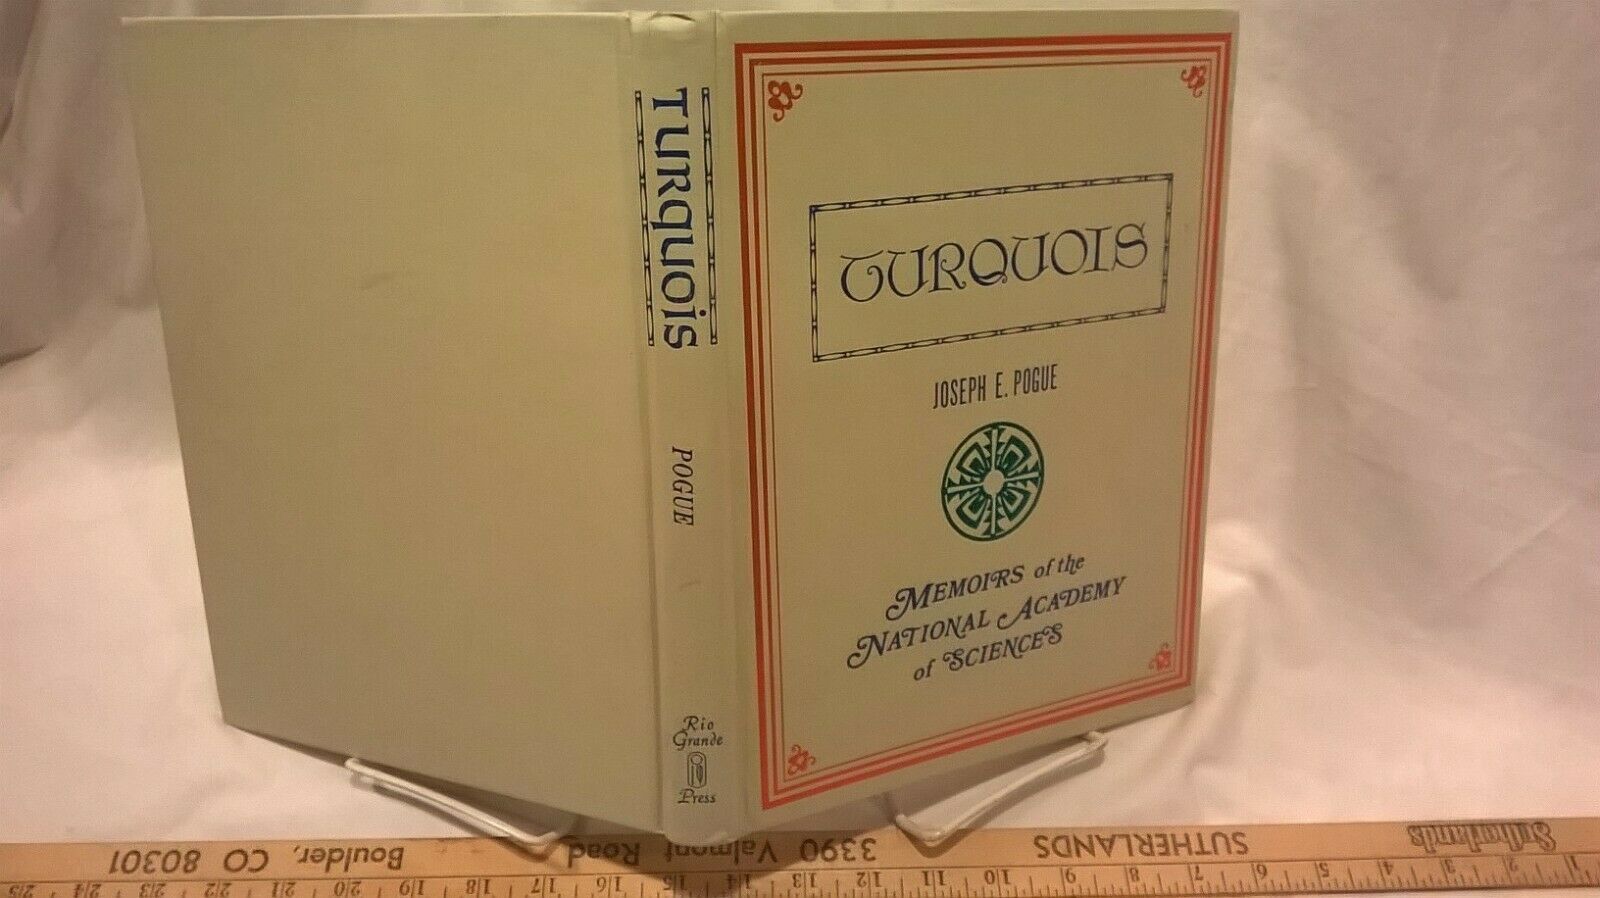 TURQUOIS
POGUE
Rio
Grande
Press
TURQUOIS
JOSEPH E. POGUE
MEMOIRS of the
NATIONAL ACADEMY
of SCIENCES
Sutherlands
SUTHERLANDS
3390 Valmont Road
Boulder, CO 80301
1 2 3 4 5 6 7 8 9 10 11 12 13 14 15 16 17 18 19 20 21 22 23 24 25